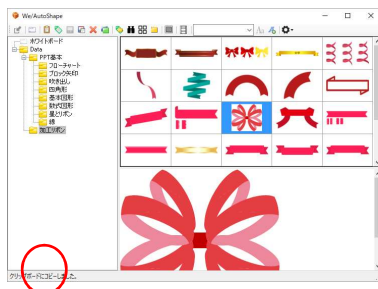 We/AutoShape
ホワイトボード
Data
PPT基本
フローチャート
ブロック矢印
吹き出し
四角形
基本図形
数式図形
星とリボン
線
加工リボン
クリップボードにコピーしました。